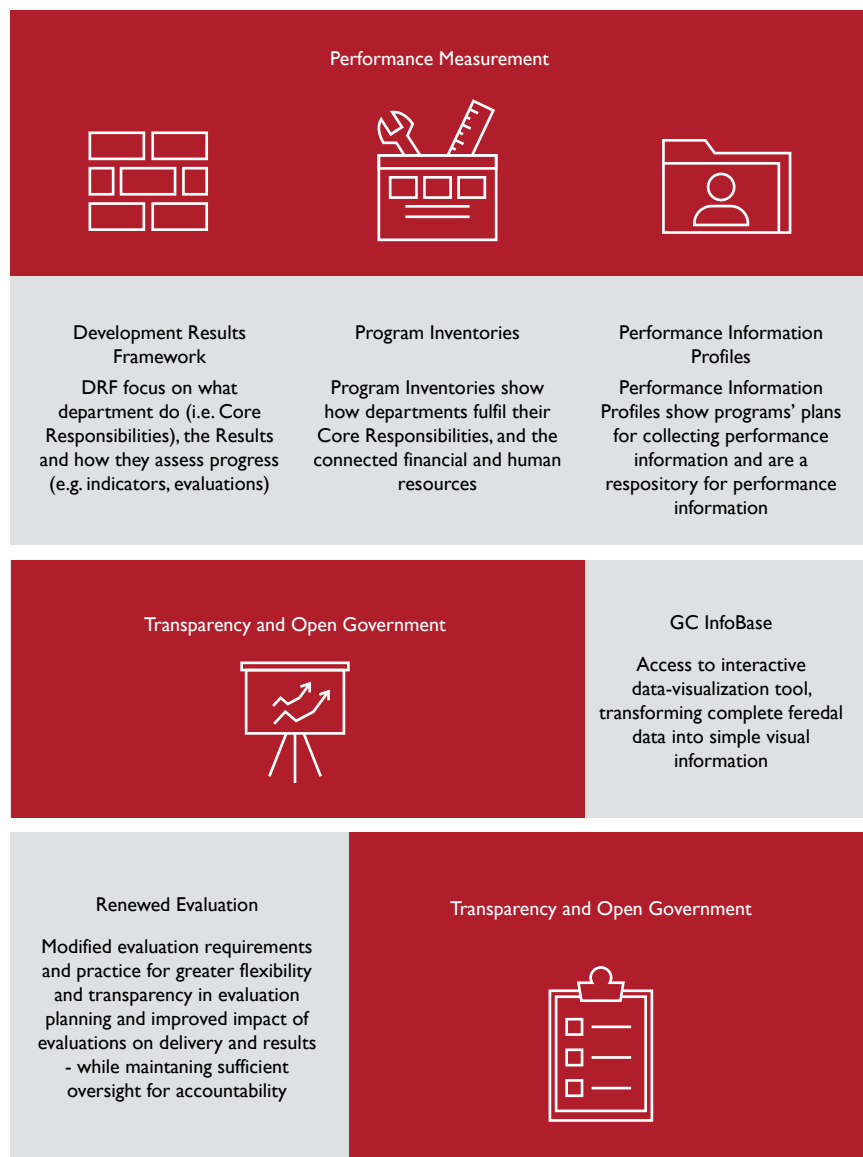 Performance Measurement
Development Results
Framework
DRF focus on what
department do (i.e. Core
Responsibilities), the Results
and how they assess progress
(e.g. indicators, evaluations)
Program Inventories
Program Inventories show
how departments fulfil their
Core Responsibilities, and the
connected financial and human
resources
Performance Information
Profiles
Performance Information
Profiles show programs’ plans
for collecting performance
information and are a
respository for performance
information
Transparency and Open Government
GC InfoBase
Access to interactive
data-visualization tool,
transforming complete feredal
data into simple visual
information
Renewed Evaluation
Modified evaluation requirements
and practice for greater flexibility
and transparency in evaluation
planning and improved impact of
evaluations on delivery and results
- while maintaning sufficient
oversight for accountability
Transparency and Open Government